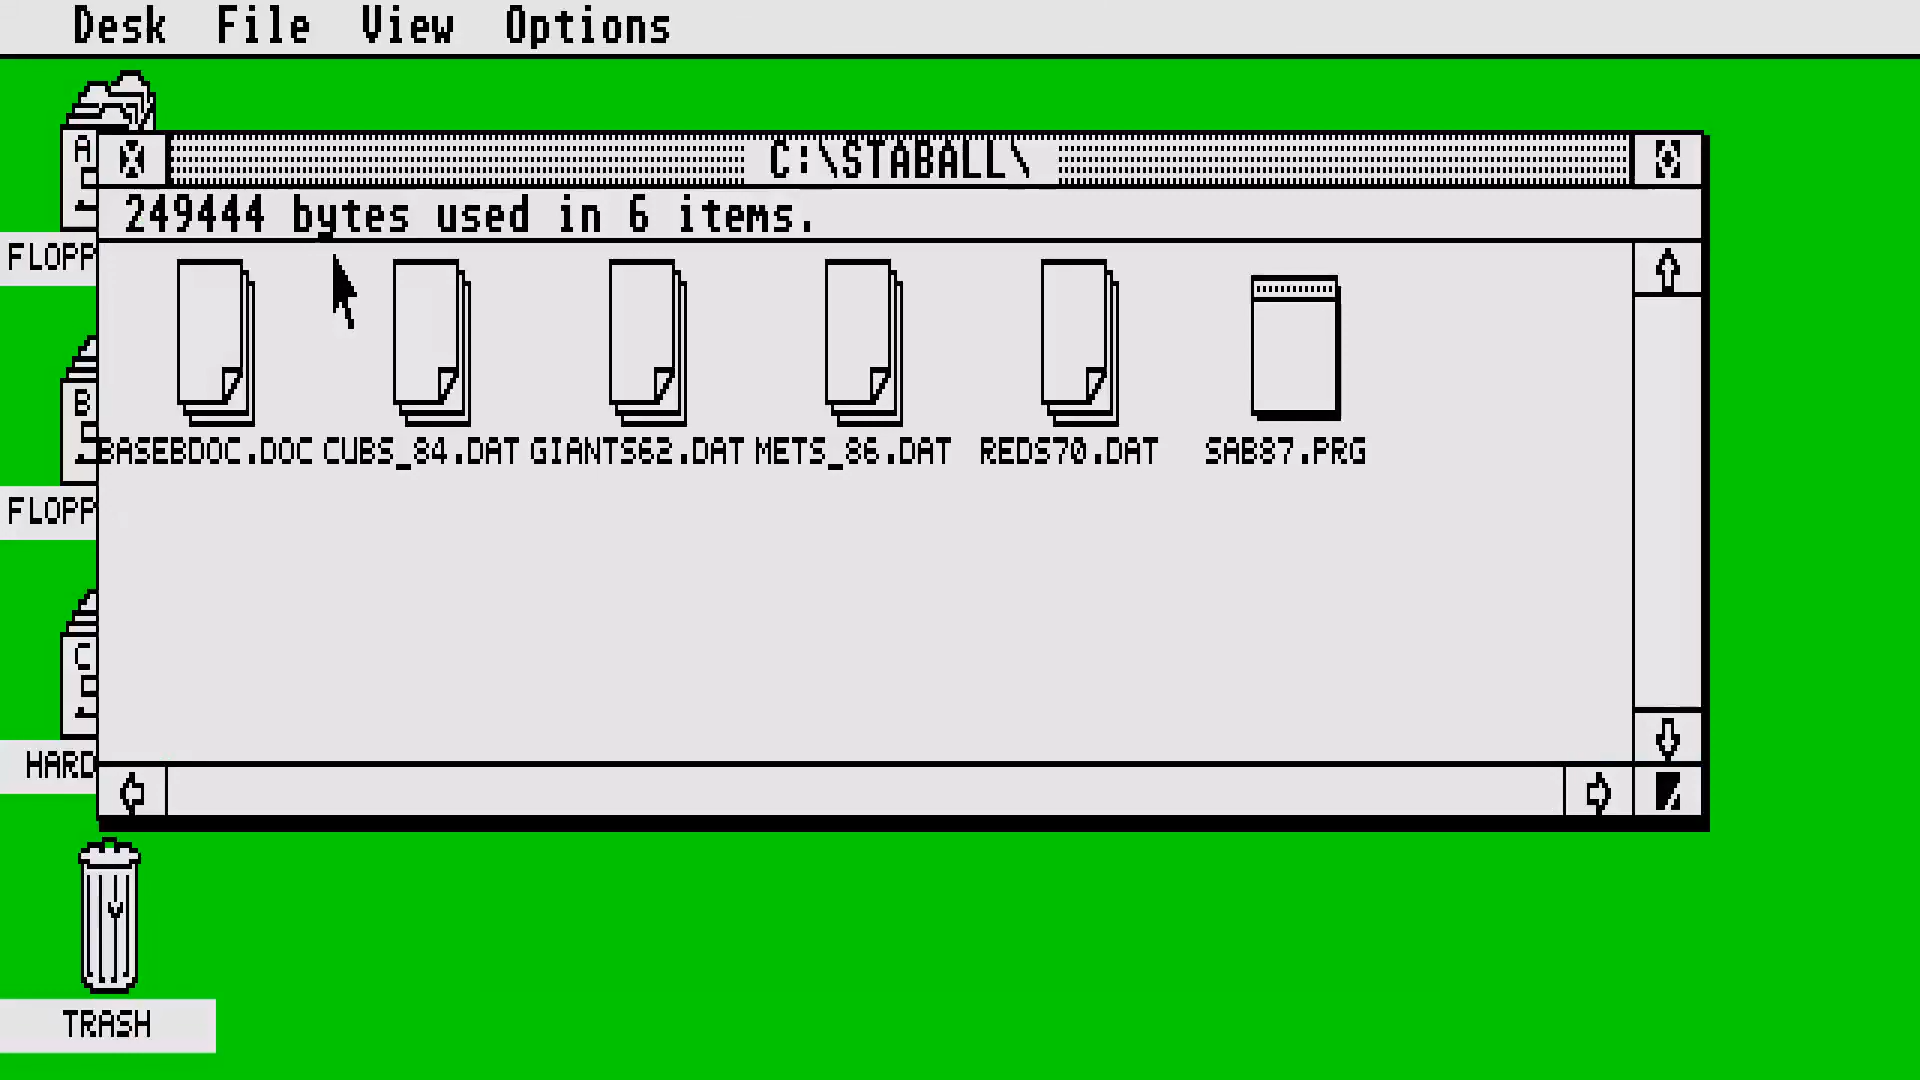 Desk File View Options
C:\STABALL\
249444 bytes used in 6 items.
A
FLOPP
BASEBDOC.DOC CUBS_84.DAT GIANTS62.DAT METS_86.DAT REDS70.DAT SAB87.PRG
B
FLOPP
C
HARD
TRASH